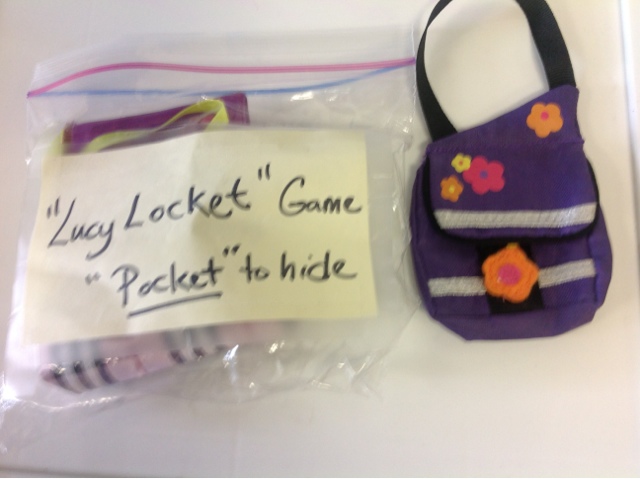 "Lucy Locket" Game
"Pocket" to hide